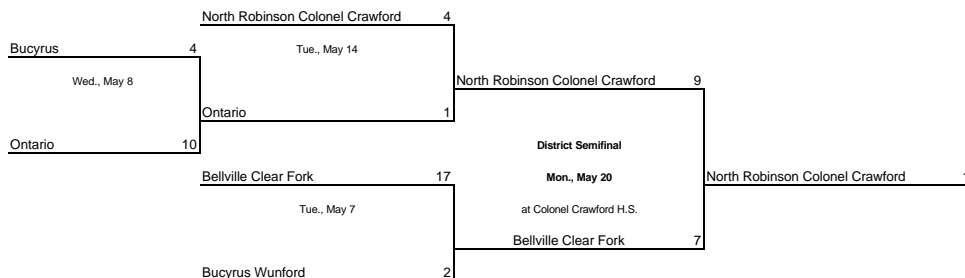 North Robinson Colonel Crawford 4
Bucyrus 4
Tue., May 14
Wed., May 8
North Robinson Colonel Crawford 9
Ontario 1
Ontario 10
District Semifinal
Bellville Clear Fork 17
Mon., May 20
North Robinson Colonel Crawford
Tue., May 7
at Colonel Crawford H.S.
Bellville Clear Fork 7
Bucyrus Wunford 2